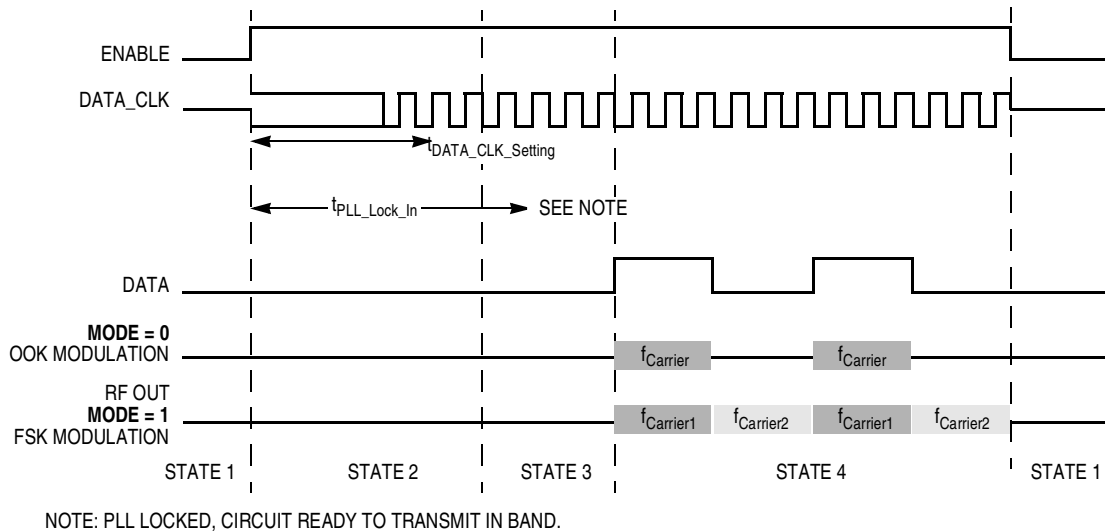 ENABLE
DATA_CLK
tDATA_CLK_Setting
tPLL_Lock_In SEE NOTE
DATA
MODE = 0
OOK MODULATION
fCarrier fCarrier
RF OUT
MODE = 1
FSK MODULATION
fCarrier1 fCarrier2 fCarrier1 fCarrier2
STATE 1 STATE 2 STATE 3 STATE 4 STATE 1
NOTE: PLL LOCKED, CIRCUIT READY TO TRANSMIT IN BAND.